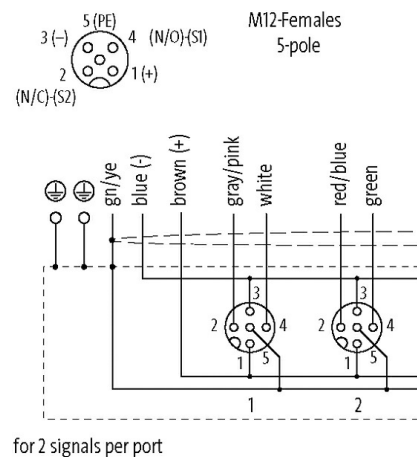 5 (PE)
3 (–)
4 (N/O)-(S1)
2
1 (+)
(N/C)-(S2)
M12-Females
5-pole
gn/ye
blue (-)
brown (+)
gray/pink
white
red/blue
green
3
3
2
4
2
4
1
5
1
5
1
2
for 2 signals per port